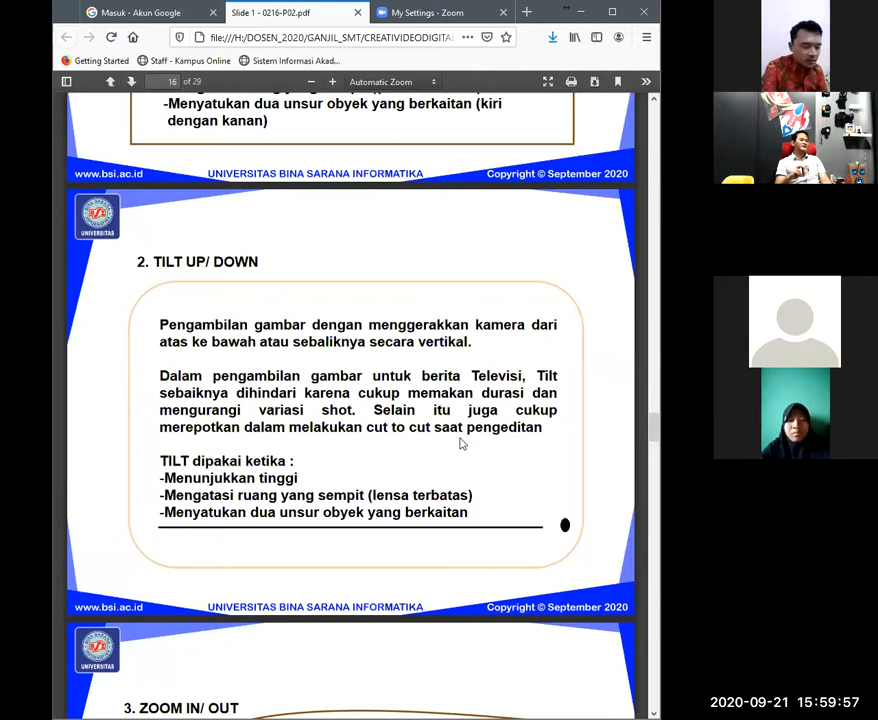 Masuk - Akun Google
Slide 1 - 0216-P02.pdf
My Settings - Zoom
file:///H:/DOSEN_2020/GANJIL_SMT/CREATIVIDEODIGITAL
Getting Started
Staff - Kampus Online
Sistem Informasi Akad...
16 of 29
Automatic Zoom
-Menyatukan dua unsur obyek yang berkaitan (kiri
dengan kanan)
www.bsi.ac.id UNIVERSITAS BINA SARANA INFORMATIKA Copyright © September 2020
UNIVERSITAS
2. TILT UP/ DOWN
Pengambilan gambar dengan menggerakkan kamera dari
atas ke bawah atau sebaliknya secara vertikal.
Dalam pengambilan gambar untuk berita Televisi, Tilt
sebaiknya dihindari karena cukup memakan durasi dan
mengurangi variasi shot. Selain itu juga cukup
merepotkan dalam melakukan cut to cut saat pengeditan
TILT dipakai ketika :
-Menunjukkan tinggi
-Mengatasi ruang yang sempit (lensa terbatas)
-Menyatukan dua unsur obyek yang berkaitan
www.bsi.ac.id UNIVERSITAS BINA SARANA INFORMATIKA Copyright © September 2020
UNIVERSITAS
3. ZOOM IN/ OUT
2020-09-21 15:59:57